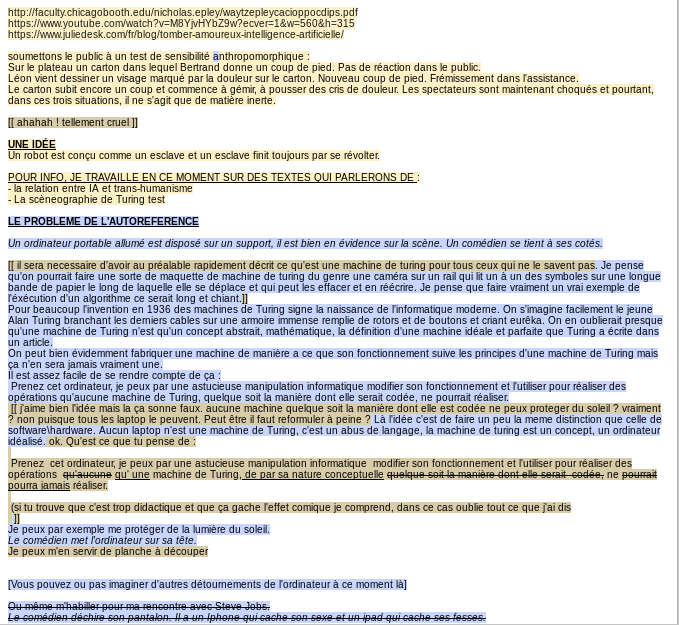 http://faculty.chicagobooth.edu/nicholas.epley/waytzepleycacioppocdips.pdf
https://www.youtube.com/watch?v=M8YjvHYbZ9w?ecver=1&w=560&h=315
https://www.juliedesk.com/fr/blog/tomber-amoureux-intelligence-artificielle/
soumettons le public à un test de sensibilité anthropomorphique :
Sur le plateau un carton dans lequel Bertrand donne un coup de pied. Pas de réaction dans le public.
Léon vient dessiner un visage marqué par la douleur sur le carton. Nouveau coup de pied. Frémissement dans l'assistance.
Le carton subit encore un coup et commence à gémir, à pousser des cris de douleur. Les spectateurs sont maintenant choqués et pourtant,
dans ces trois situations, il ne s'agit que de matière inerte.
[[ ahahah ! tellement cruel ]]
UNE IDÉE
Un robot est conçu comme un esclave et un esclave finit toujours par se révolter.
POUR INFO, JE TRAVAILLE EN CE MOMENT SUR DES TEXTES QUI PARLERONS DE :
- la relation entre IA et trans-humanisme
- La scèneographie de Turing test
LE PROBLEME DE L'AUTOREFERENCE
Un ordinateur portable allumé est disposé sur un support, il est bien en évidence sur la scène. Un comédien se tient à ses cotés.
[[ il sera necessaire d'avoir au préalable rapidement décrit ce qu'est une machine de turing pour tous ceux qui ne le savent pas. Je pense
qu'on pourrait faire une sorte de maquette de machine de turing du genre une caméra sur un rail qui lit un à un des symboles sur une longue
bande de papier le long de laquelle elle se déplace et qui peut les effacer et en réécrire. Je pense que faire vraiment un vrai exemple de
l'éxécution d'un algorithme ce serait long et chiant.]]
Pour beaucoup l'invention en 1936 des machines de Turing signe la naissance de l'informatique moderne. On s'imagine facilement le jeune
Alan Turing branchant les derniers cables sur une armoire immense remplie de rotors et de boutons et criant eurêka. On en oublierait presque
qu'une machine de Turing n'est qu'un concept abstrait, mathématique, la définition d'une machine idéale et parfaite que Turing a écrite dans
un article.
On peut bien évidemment fabriquer une machine de manière a ce que son fonctionnement suive les principes d'une machine de Turing mais
ça n'en sera jamais vraiment une.
Il est assez facile de se rendre compte de ça :
Prenez cet ordinateur, je peux par une astucieuse manipulation informatique modifier son fonctionnement et l'utiliser pour réaliser des
opérations qu'aucune machine de Turing, quelque soit la manière dont elle serait codée, ne pourrait réaliser.
[[ j'aime bien l'idée mais la ça sonne faux. aucune machine quelque soit la manière dont elle est codée ne peux proteger du soleil ? vraiment
? non puisque tous les laptop le peuvent. Peut être il faut reformuler à peine ? Là l'idée c'est de faire un peu la meme distinction que celle de
software\hardware. Aucun laptop n'est une machine de Turing, c'est un abus de langage, la machine de turing est un concept, un ordinateur
idéalisé. ok. Qu'est ce que tu pense de :
Prenez cet ordinateur, je peux par une astucieuse manipulation informatique modifier son fonctionnement et l'utiliser pour réaliser des
opérations qu'aucune qu' une machine de Turing, de par sa nature conceptuelle quelque soit la manière dont elle serait codée, ne pourrait
pourra jamais réaliser.
(si tu trouve que c'est trop didactique et que ça gache l'effet comique je comprend, dans ce cas oublie tout ce que j'ai dis
]]
Je peux par exemple me protéger de la lumière du soleil.
Le comédien met l'ordinateur sur sa tête.
Je peux m'en servir de planche à découper
[Vous pouvez ou pas imaginer d'autres détournements de l'ordinateur à ce moment là]
Ou même m'habiller pour ma rencontre avec Steve Jobs.
Le comédien déchire son pantalon. Il a un Iphone qui cache son sexe et un ipad qui cache ses fesses.